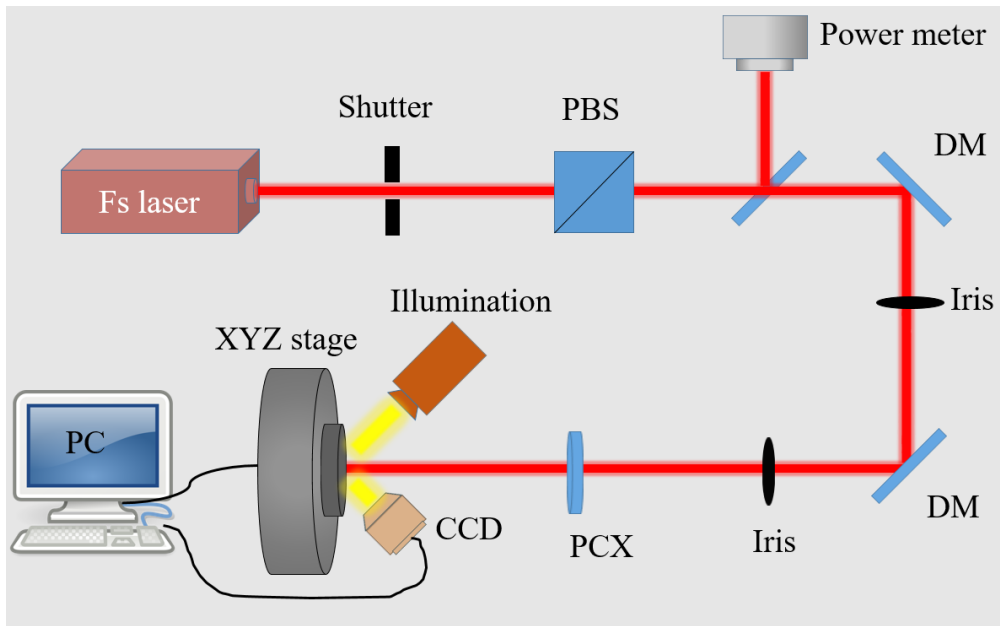 Power meter
Shutter
PBS
DM
Fs laser
Illumination
Iris
XYZ stage
PC
CCD
PCX
Iris
DM